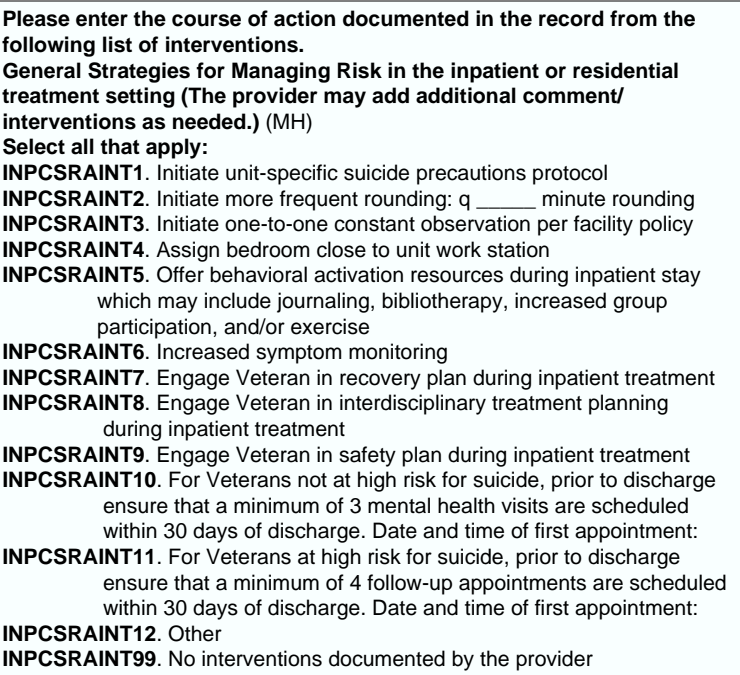 Please enter the course of action documented in the record from the
following list of interventions.
General Strategies for Managing Risk in the inpatient or residential
treatment setting (The provider may add additional comment/
interventions as needed.) (MH)
Select all that apply:
INPCSRAINT1. Initiate unit-specific suicide precautions protocol
INPCSRAINT2. Initiate more frequent rounding: q _____ minute rounding
INPCSRAINT3. Initiate one-to-one constant observation per facility policy
INPCSRAINT4. Assign bedroom close to unit work station
INPCSRAINT5. Offer behavioral activation resources during inpatient stay
which may include journaling, bibliotherapy, increased group
participation, and/or exercise
INPCSRAINT6. Increased symptom monitoring
INPCSRAINT7. Engage Veteran in recovery plan during inpatient treatment
INPCSRAINT8. Engage Veteran in interdisciplinary treatment planning
during inpatient treatment
INPCSRAINT9. Engage Veteran in safety plan during inpatient treatment
INPCSRAINT10. For Veterans not at high risk for suicide, prior to discharge
ensure that a minimum of 3 mental health visits are scheduled
within 30 days of discharge. Date and time of first appointment:
INPCSRAINT11. For Veterans at high risk for suicide, prior to discharge
ensure that a minimum of 4 follow-up appointments are scheduled
within 30 days of discharge. Date and time of first appointment:
INPCSRAINT12. Other
INPCSRAINT99. No interventions documented by the provider